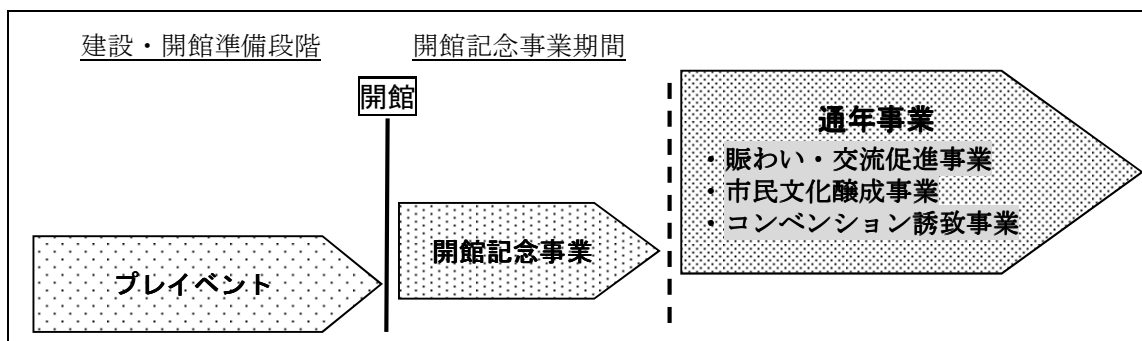 建設・開館準備段階
開館記念事業期間
開館
プレイベント
開館記念事業
通年事業
・賑わい・交流促進事業
・市民文化醸成事業
・コンベンション誘致事業